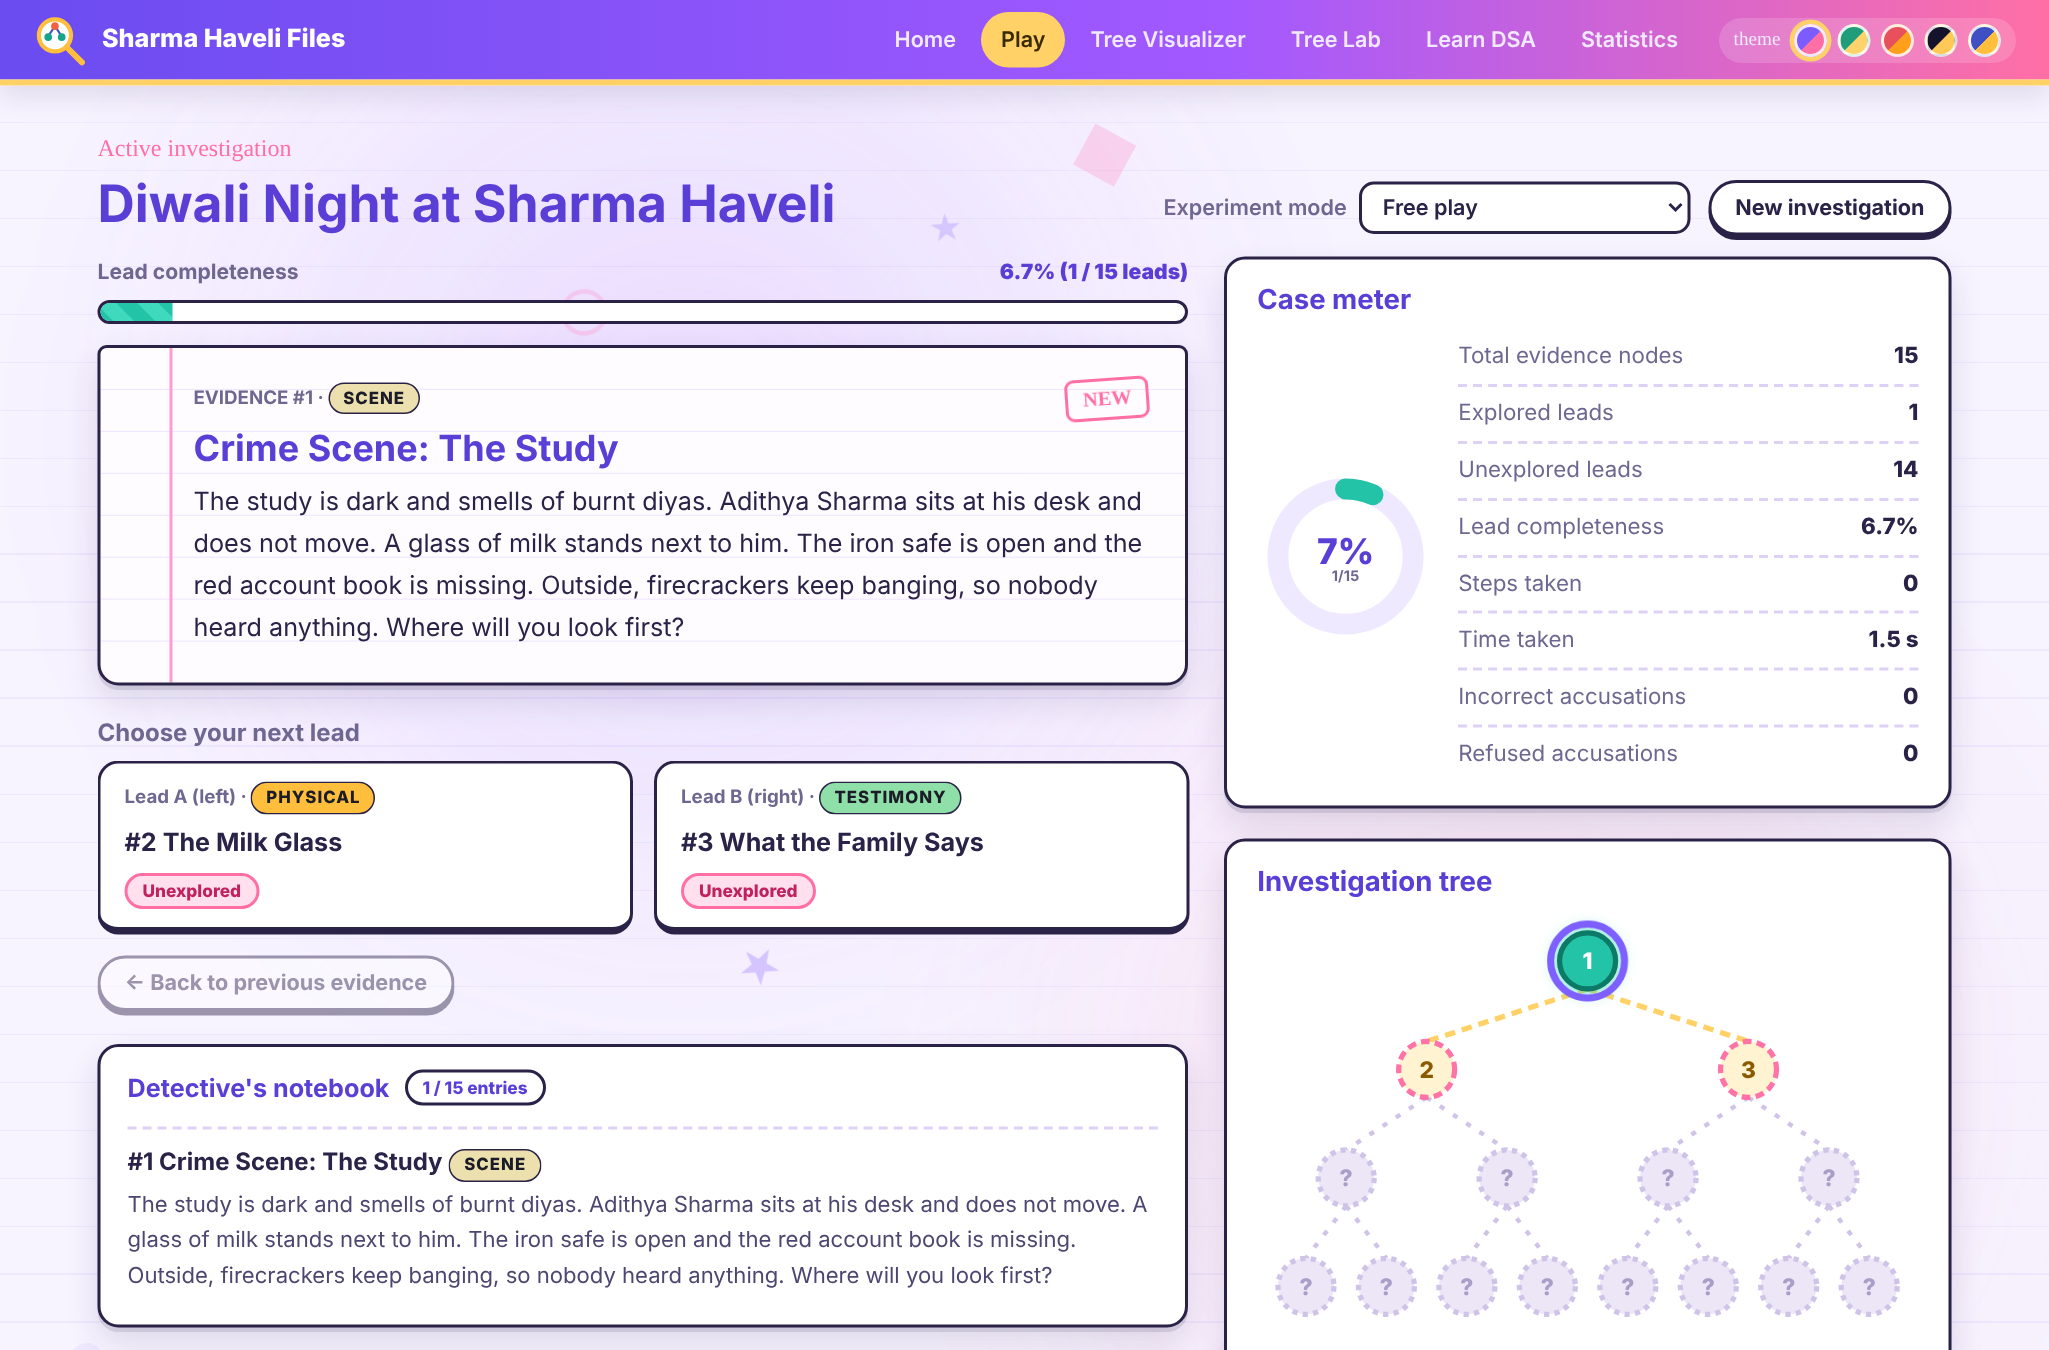 Sharma Haveli Files
Home
Play
Tree Visualizer
Tree Lab
Learn DSA
Statistics
theme
Active investigation
Diwali Night at Sharma Haveli
Experiment mode
Free play
New investigation
Lead completeness
6.7% (1 / 15 leads)
EVIDENCE #1 · SCENE
NEW
Crime Scene: The Study
The study is dark and smells of burnt diyas. Adithya Sharma sits at his desk and
does not move. A glass of milk stands next to him. The iron safe is open and the
red account book is missing. Outside, firecrackers keep banging, so nobody
heard anything. Where will you look first?
Choose your next lead
Lead A (left) · PHYSICAL
#2 The Milk Glass
Unexplored
Lead B (right) · TESTIMONY
#3 What the Family Says
Unexplored
← Back to previous evidence
Detective's notebook
1 / 15 entries
#1 Crime Scene: The Study SCENE
The study is dark and smells of burnt diyas. Adithya Sharma sits at his desk and does not move. A
glass of milk stands next to him. The iron safe is open and the red account book is missing.
Outside, firecrackers keep banging, so nobody heard anything. Where will you look first?
Case meter
7%
1/15
Total evidence nodes 15
Explored leads 1
Unexplored leads 14
Lead completeness 6.7%
Steps taken 0
Time taken 1.5 s
Incorrect accusations 0
Refused accusations 0
Investigation tree
1
2 3
? ? ? ?
? ? ? ? ? ? ? ?